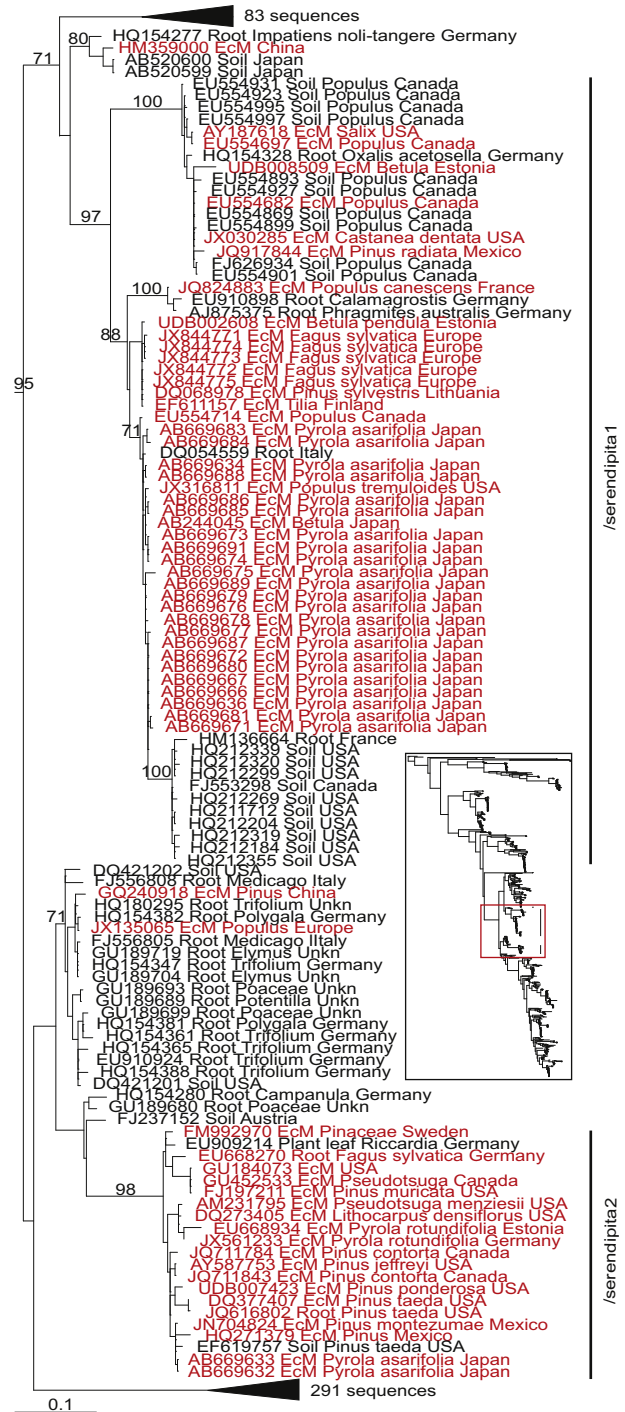 83 sequences
80
HQ154277 Root Impatiens noli-tangere Germany
HM359000 EcM China
71
AB520600 Soil Japan
AB520599 Soil Japan
EU554931 Soil Populus Canada
EU554923 Soil Populus Canada
100
EU554995 Soil Populus Canada
EU554997 Soil Populus Canada
AY187618 EcM Salix USA
EU554697 EcM Populus Canada
HQ154328 Root Oxalis acetosella Germany
UDB008509 EcM Betula Estonia
EU554893 Soil Populus Canada
EU554927 Soil Populus Canada
EU554682 EcM Populus Canada
97
EU554869 Soil Populus Canada
EU554899 Soil Populus Canada
JX030285 EcM Castanea dentata USA
JQ917844 EcM Pinus radiata Mexico
FJ626934 Soil Populus Canada
EU554901 Soil Populus Canada
100
JQ824883 EcM Populus canescens France
EU910898 Root Calamagrostis Germany
AJ875375 Root Phragmites australis Germany
UDB002608 EcM Betula pendula Estonia
88
JX844771 EcM Fagus sylvatica Europe
JX844774 EcM Fagus sylvatica Europe
JX844773 EcM Fagus sylvatica Europe
JX844772 EcM Fagus sylvatica Europe
JX844775 EcM Fagus sylvatica Europe
95
DQ068978 EcM Pinus sylvestris Lithuania
EF611157 EcM Tilia Finland
EU554714 EcM Populus Canada
71
AB669683 EcM Pyrola asarifolia Japan
AB669684 EcM Pyrola asarifolia Japan
DQ054559 Root Italy
AB669634 EcM Pyrola asarifolia Japan
AB669688 EcM Pyrola asarifolia Japan
JX316811 EcM Populus tremuloides USA
AB669686 EcM Pyrola asarifolia Japan
AB669685 EcM Pyrola asarifolia Japan
AB244045 EcM Betula Japan
AB669673 EcM Pyrola asarifolia Japan
AB669691 EcM Pyrola asarifolia Japan
AB669674 EcM Pyrola asarifolia Japan
AB669675 EcM Pyrola asarifolia Japan
AB669689 EcM Pyrola asarifolia Japan
AB669679 EcM Pyrola asarifolia Japan
AB669676 EcM Pyrola asarifolia Japan
AB669678 EcM Pyrola asarifolia Japan
AB669677 EcM Pyrola asarifolia Japan
AB669687 EcM Pyrola asarifolia Japan
AB669672 EcM Pyrola asarifolia Japan
AB669680 EcM Pyrola asarifolia Japan
AB669667 EcM Pyrola asarifolia Japan
AB669666 EcM Pyrola asarifolia Japan
AB669636 EcM Pyrola asarifolia Japan
AB669681 EcM Pyrola asarifolia Japan
AB669671 EcM Pyrola asarifolia Japan
/serendipita1
HM136664 Root France
HQ212339 Soil USA
HQ212320 Soil USA
100
HQ212299 Soil USA
FJ553298 Soil Canada
HQ212269 Soil USA
HQ211712 Soil USA
HQ212204 Soil USA
HQ212319 Soil USA
HQ212184 Soil USA
HQ212355 Soil USA
DQ421202 Soil USA
FJ556808 Root Medicago Italy
GQ240918 EcM Pinus China
HQ180295 Root Trifolium Unkn
71
HQ154382 Root Polygala Germany
JX135065 EcM Populus Europe
FJ556805 Root Medicago IItaly
GU189719 Root Elymus Unkn
HQ154347 Root Trifolium Germany
GU189704 Root Elymus Unkn
GU189693 Root Poaceae Unkn
GU189689 Root Potentilla Unkn
GU189699 Root Poaceae Unkn
HQ154381 Root Polygala Germany
HQ154361 Root Trifolium Germany
HQ154365 Root Trifolium Germany
EU910924 Root Trifolium Germany
HQ154388 Root Trifolium Germany
DQ421201 Soil USA
HQ154280 Root Campanula Germany
GU189680 Root Poaceae Unkn
FJ237152 Soil Austria
FM992970 EcM Pinaceae Sweden
EU909214 Plant leaf Riccardia Germany
EU668270 Root Fagus sylvatica Germany
GU184073 EcM USA
98
GU452533 EcM Pseudotsuga Canada
FJ197211 EcM Pinus muricata USA
AM231795 EcM Pseudotsuga menziesii USA
DQ273405 EcM Lithocarpus densiflorus USA
EU668934 EcM Pyrola rotundifolia Estonia
JX561233 EcM Pyrola rotundifolia Germany
JQ711784 EcM Pinus contorta Canada
AY587753 EcM Pinus jeffreyi USA
JQ711843 EcM Pinus contorta Canada
UDB007423 EcM Pinus ponderosa USA
DQ377407 EcM Pinus taeda USA
JQ616802 Root Pinus taeda USA
JN704824 EcM Pinus montezumae Mexico
HQ271379 EcM Pinus Mexico
EF619757 Soil Pinus taeda USA
AB669633 EcM Pyrola asarifolia Japan
AB669632 EcM Pyrola asarifolia Japan
/serendipita2
291 sequences
0.1